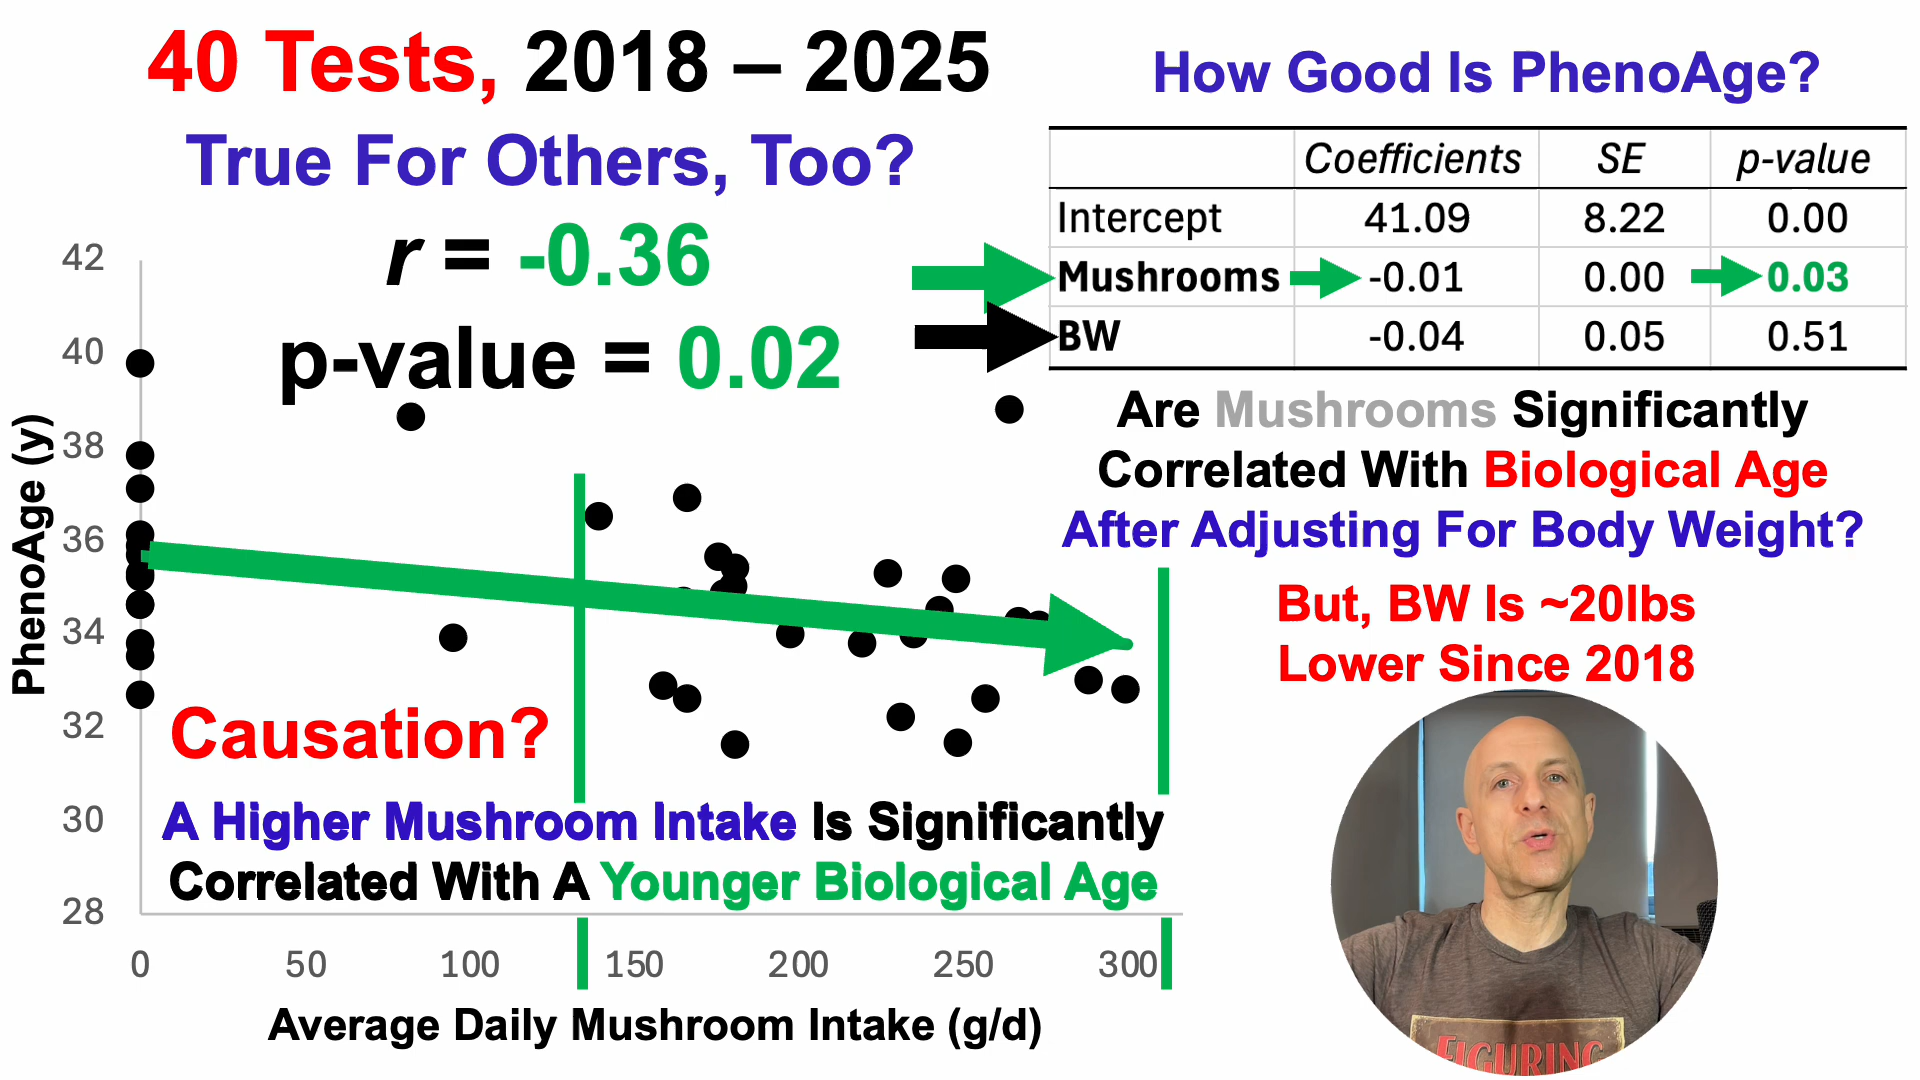 40 Tests, 2018 – 2025
True For Others, Too?
r = -0.36
p-value = 0.02
How Good Is PhenoAge?
Coefficients SE p-value
Intercept 41.09 8.22 0.00
Mushrooms -0.01 0.00 0.03
BW -0.04 0.05 0.51
Are Mushrooms Significantly
Correlated With Biological Age
After Adjusting For Body Weight?
But, BW Is ~20lbs
Lower Since 2018
PhenoAge (y)
42
40
38
36
34
32
30
28
Causation?
A Higher Mushroom Intake Is Significantly
Correlated With A Younger Biological Age
0 50 100 150 200 250 300
Average Daily Mushroom Intake (g/d)
FIGURING